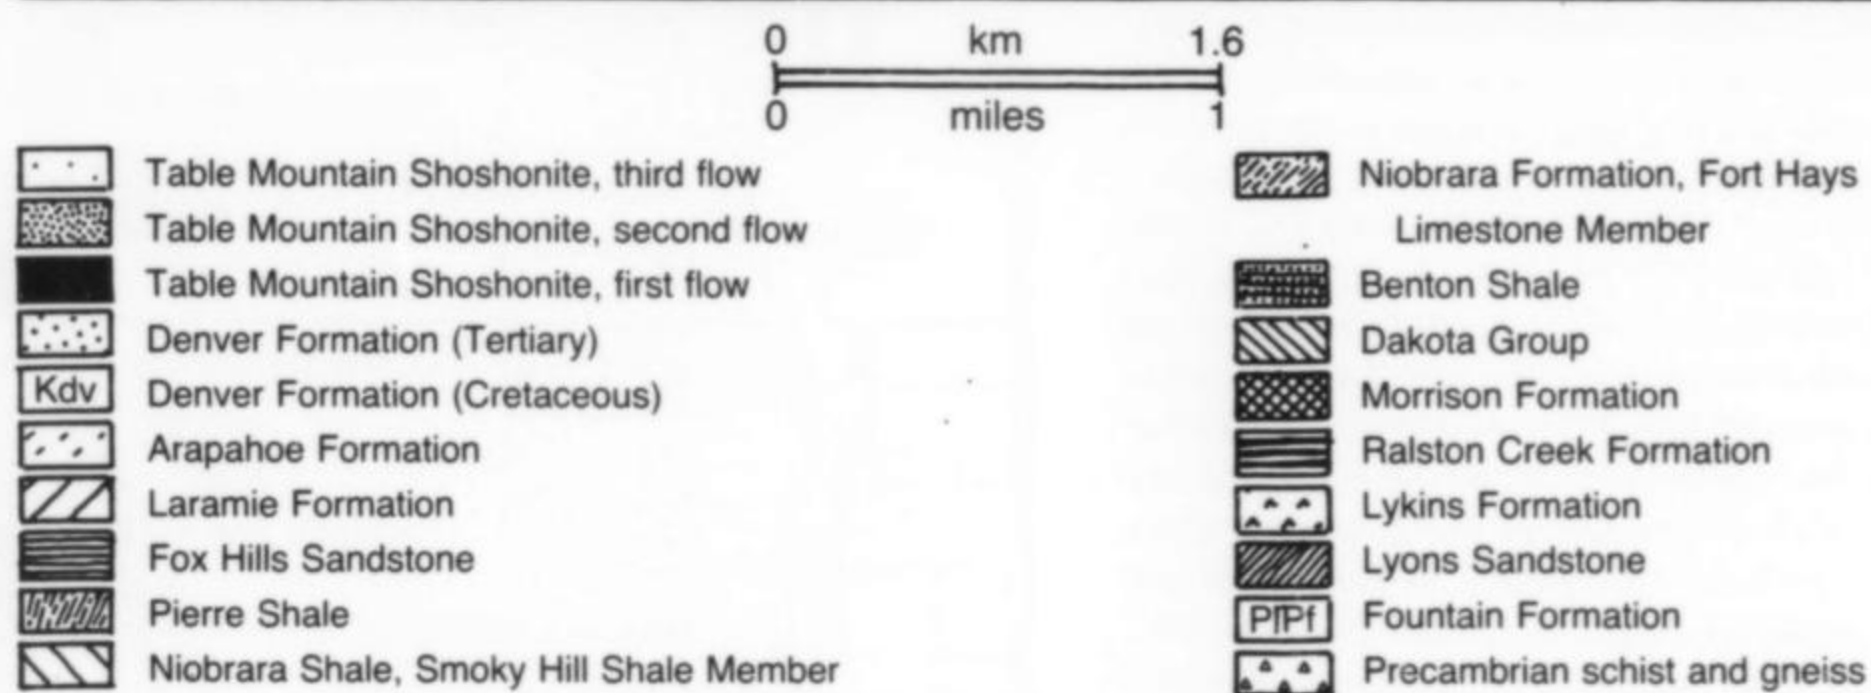 0 km 1.6
0 miles 1
Table Mountain Shoshonite, third flow
Table Mountain Shoshonite, second flow
Table Mountain Shoshonite, first flow
Denver Formation (Tertiary)
Kdv Denver Formation (Cretaceous)
Arapahoe Formation
Laramie Formation
Fox Hills Sandstone
Pierre Shale
Niobrara Shale, Smoky Hill Shale Member
Niobrara Formation, Fort Hays
Limestone Member
Benton Shale
Dakota Group
Morrison Formation
Ralston Creek Formation
Lykins Formation
Lyons Sandstone
PfPf Fountain Formation
Precambrian schist and gneiss